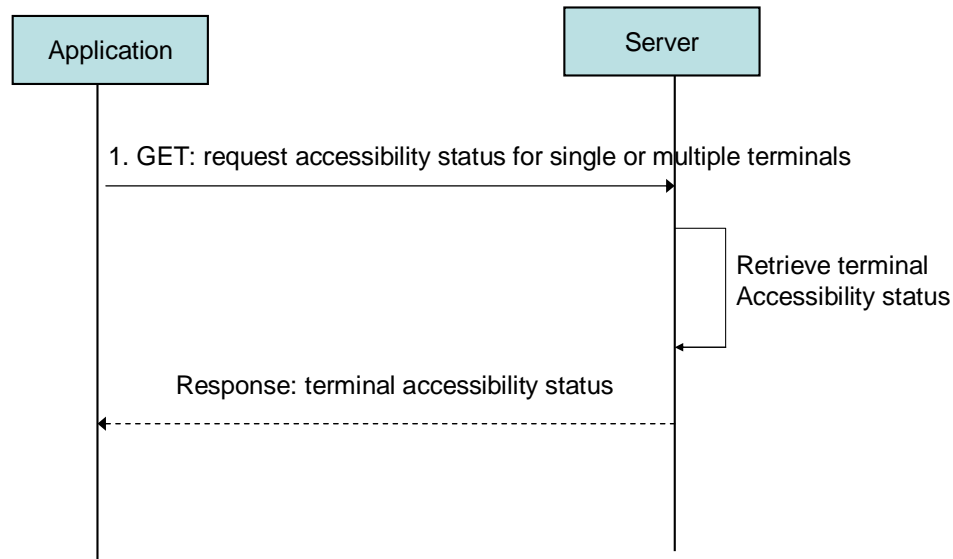 Application
Server
1. GET: request accessibility status for single or multiple terminals
Retrieve terminal
Accessibility status
Response: terminal accessibility status